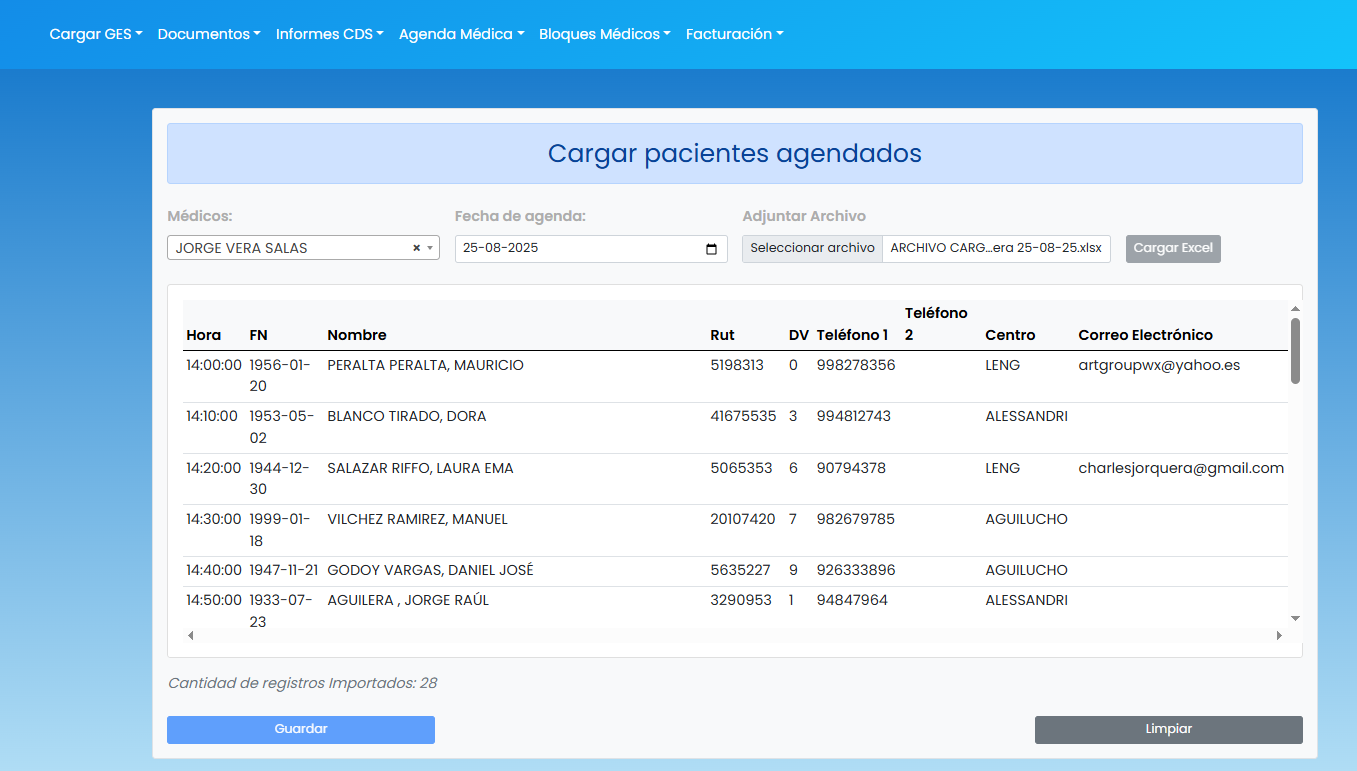 Cargar GES Documentos Informes CDS Agenda Médica Bloques Médicos Facturación
Cargar pacientes agendados
Médicos: Fecha de agenda: Adjuntar Archivo
JORGE VERA SALAS × 25-08-2025 Seleccionar archivo ARCHIVO CARG...era 25-08-25.xlsx Cargar Excel
Teléfono
Hora FN Nombre Rut DV Teléfono 1 2 Centro Correo Electrónico
14:00:00 1956-01- PERALTA PERALTA, MAURICIO 5198313 0 998278356 LENG artgroupwx@yahoo.es
20
14:10:00 1953-05- BLANCO TIRADO, DORA 41675535 3 994812743 ALESSANDRI
02
14:20:00 1944-12- SALAZAR RIFFO, LAURA EMA 5065353 6 90794378 LENG charlesjorquera@gmail.com
30
14:30:00 1999-01- VILCHEZ RAMIREZ, MANUEL 20107420 7 982679785 AGUILUCHO
18
14:40:00 1947-11-21 GODOY VARGAS, DANIEL JOSÉ 5635227 9 926333896 AGUILUCHO
14:50:00 1933-07- AGUILERA , JORGE RAÚL 3290953 1 94847964 ALESSANDRI
23
Cantidad de registros Importados: 28
Guardar Limpiar